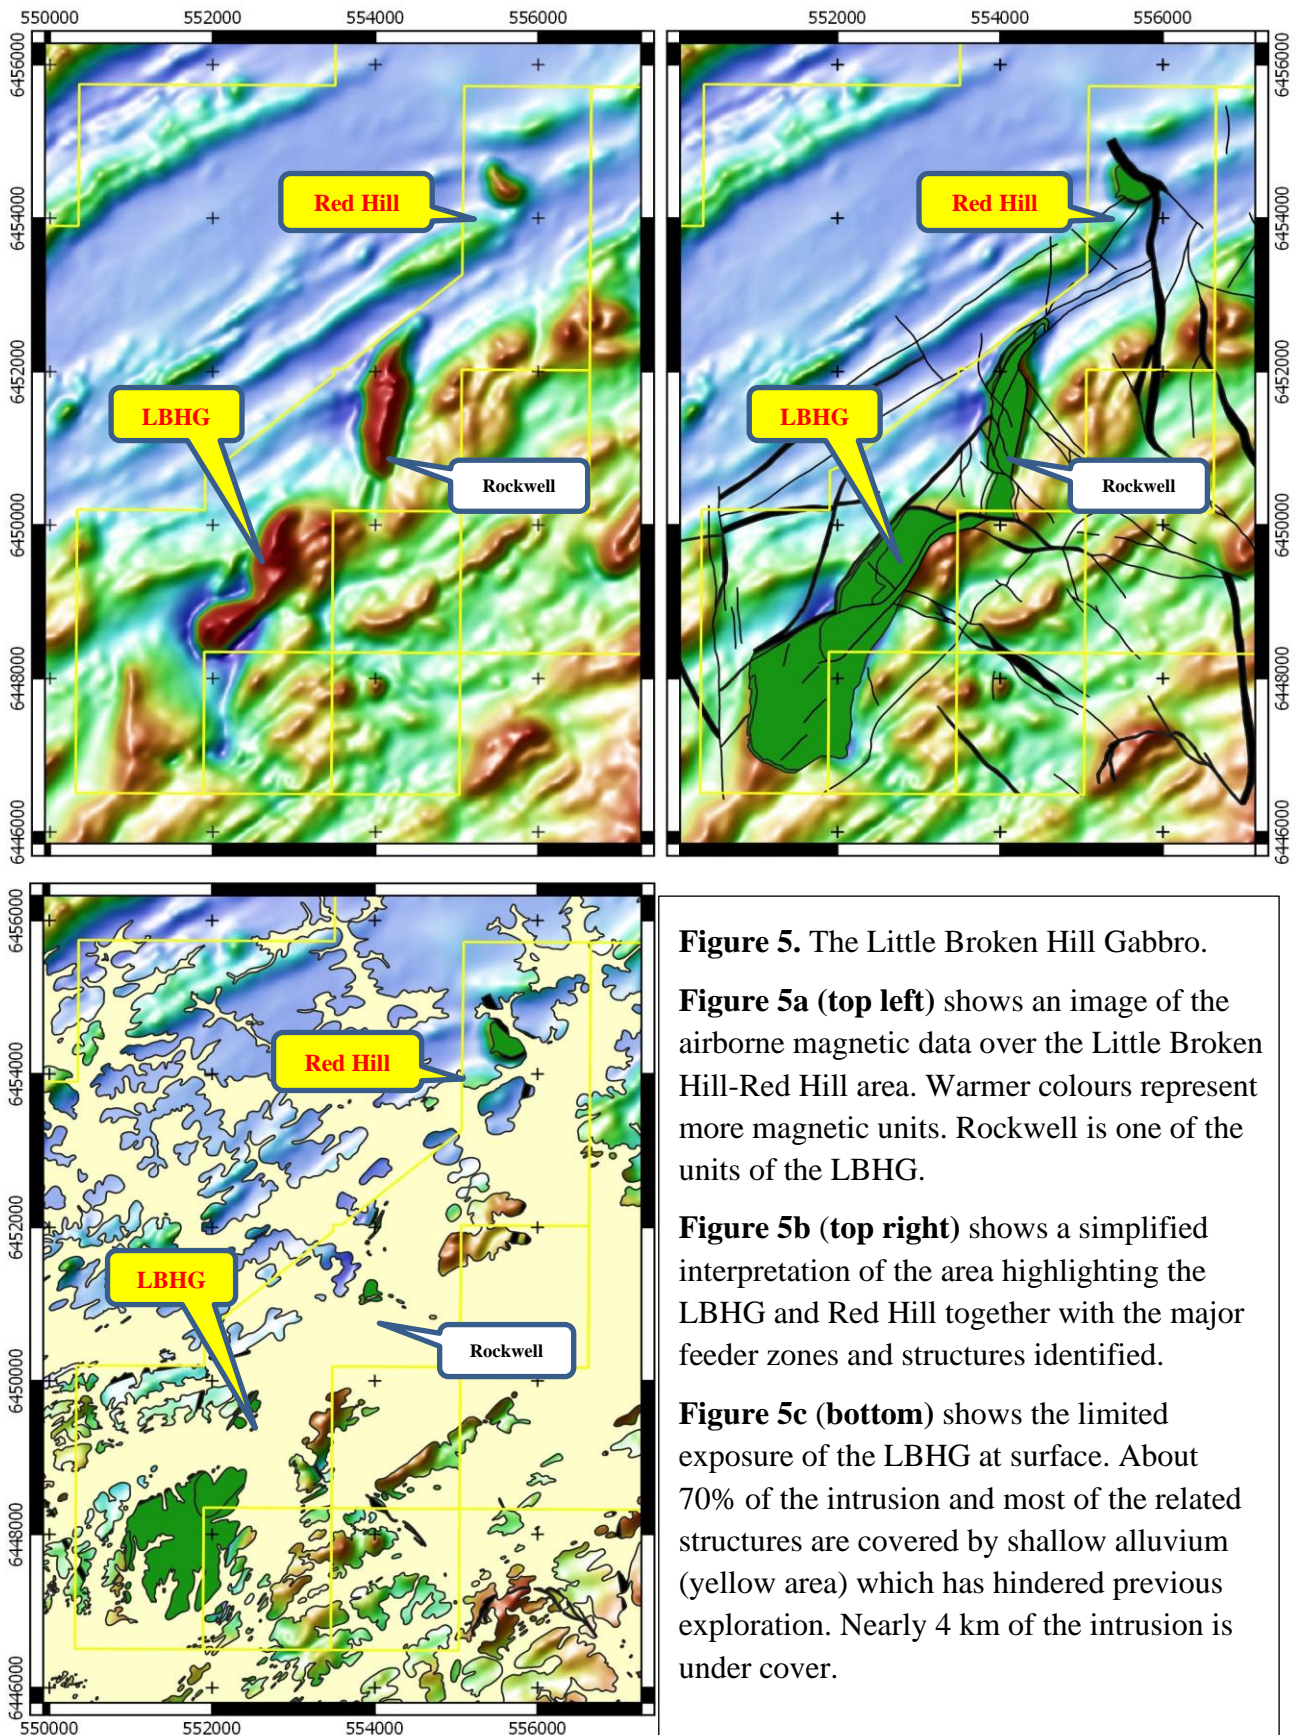 550000 552000 554000 556000
552000 554000 556000
6456000
6454000
6452000
6450000
6448000
6446000
Red Hill
LBHG
Rockwell
6456000
6454000
6452000
6450000
6448000
6446000
Red Hill
LBHG
Rockwell
6456000
6454000
6452000
6450000
6448000
6446000
Red Hill
LBHG
Rockwell
550000 552000 554000 556000
Figure 5. The Little Broken Hill Gabbro.
Figure 5a (top left) shows an image of the
airborne magnetic data over the Little Broken
Hill-Red Hill area. Warmer colours represent
more magnetic units. Rockwell is one of the
units of the LBHG.
Figure 5b (top right) shows a simplified
interpretation of the area highlighting the
LBHG and Red Hill together with the major
feeder zones and structures identified.
Figure 5c (bottom) shows the limited
exposure of the LBHG at surface. About
70% of the intrusion and most of the related
structures are covered by shallow alluvium
(yellow area) which has hindered previous
exploration. Nearly 4 km of the intrusion is
under cover.